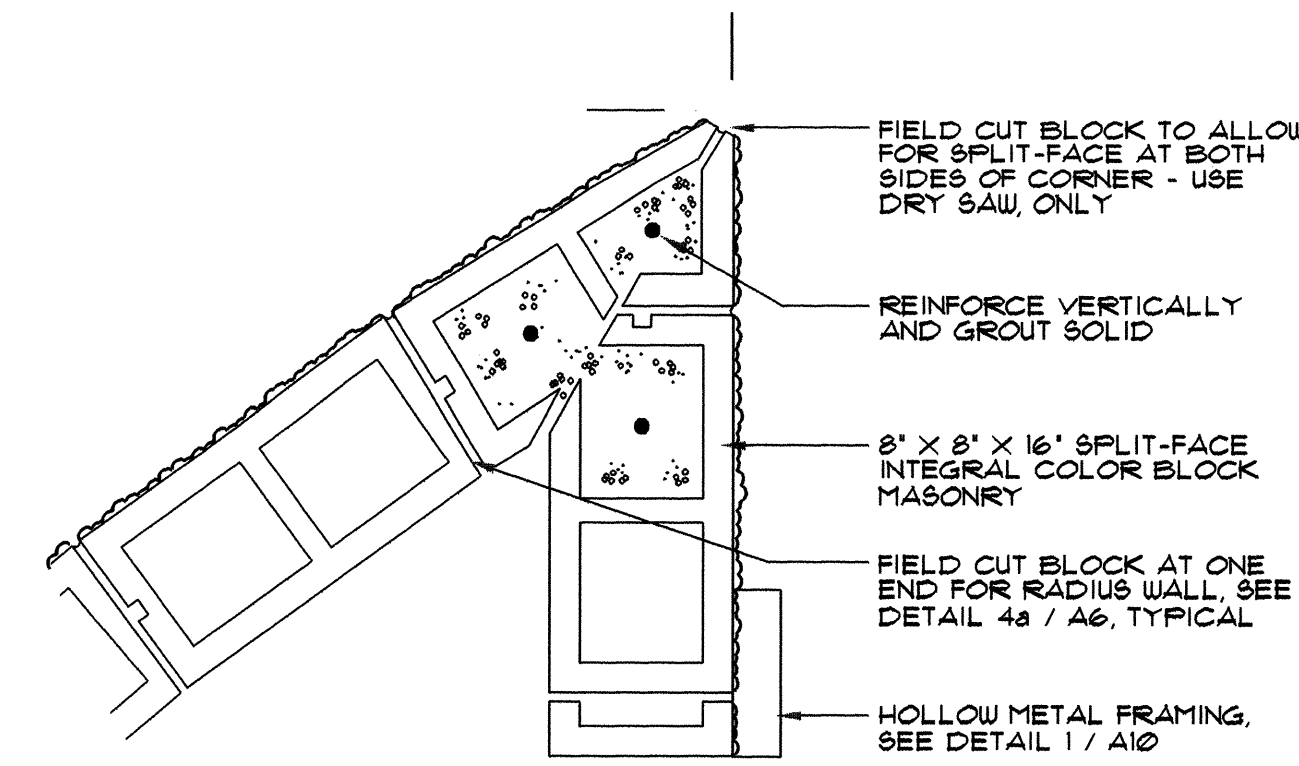 FIELD CUT BLOCK TO ALLOW
FOR SPLIT-FACE AT BOTH
SIDES OF CORNER - USE
DRY SAW, ONLY
REINFORCE VERTICALLY
AND GROUT SOLID
8" X 8" X 16" SPLIT-FACE
INTEGRAL COLOR BLOCK
MASONRY
FIELD CUT BLOCK AT ONE
END FOR RADIUS WALL, SEE
DETAIL 4a / A6, TYPICAL
HOLLOW METAL FRAMING,
SEE DETAIL 1 / A10